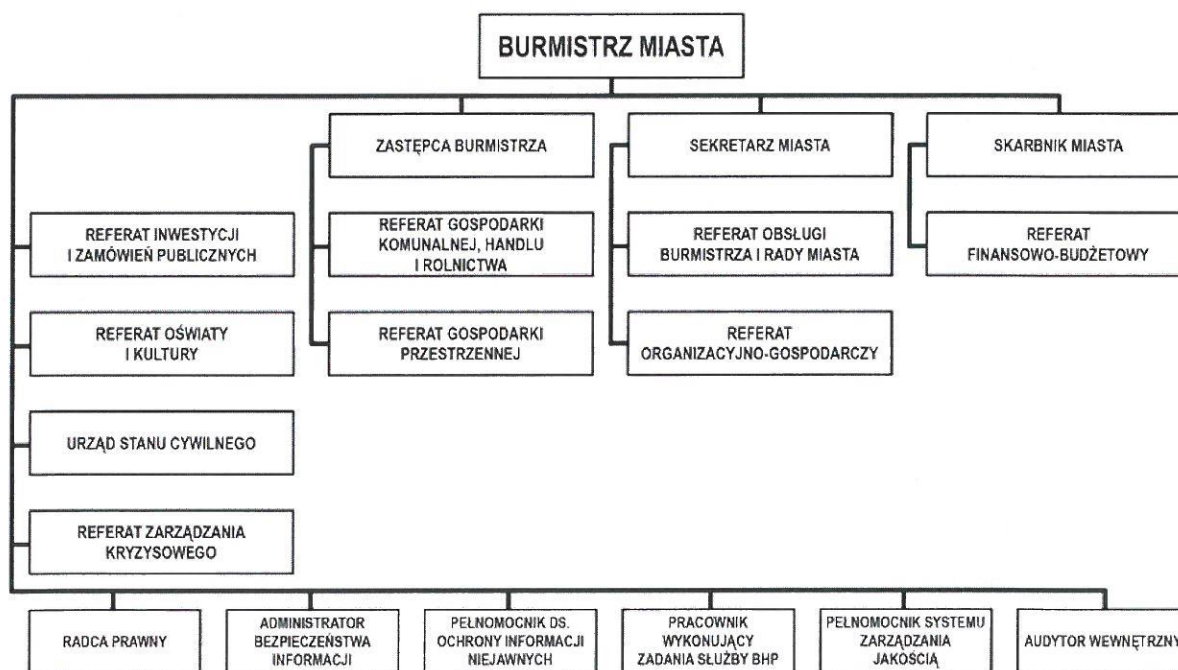 BURMISTRZ MIASTA
ZASTĘPCA BURMISTRZA
SEKRETARZ MIASTA
SKARBNIK MIASTA
REFERAT INWESTYCJI
I ZAMÓWIEŃ PUBLICZNYCH
REFERAT GOSPODARKI
KOMUNALNEJ, HANDLU
I ROLNICTWA
REFERAT OBSŁUGI
BURMISTRZA I RADY MIASTA
REFERAT
FINANSOWO-BUDŻETOWY
REFERAT OŚWIATY
I KULTURY
REFERAT GOSPODARKI
PRZESTRZENNEJ
REFERAT
ORGANIZACYJNO-GOSPODARCZY
URZĄD STANU CYWILNEGO
REFERAT ZARZĄDZANIA
KRYZYSOWEGO
RADCA PRAWNY
ADMINISTRATOR
BEZPIECZEŃSTWA
INFORMACJI
PEŁNOMOCNIK DS.
OCHRONY INFORMACJI
NIEJAWNYCH
PRACOWNIK
WYKONUJĄCY
ZADANIA SŁUŻBY BHP
PEŁNOMOCNIK SYSTEMU
ZARZĄDZANIA
JAKOŚCIĄ
AUDYTOR WEWNĘTRZNY